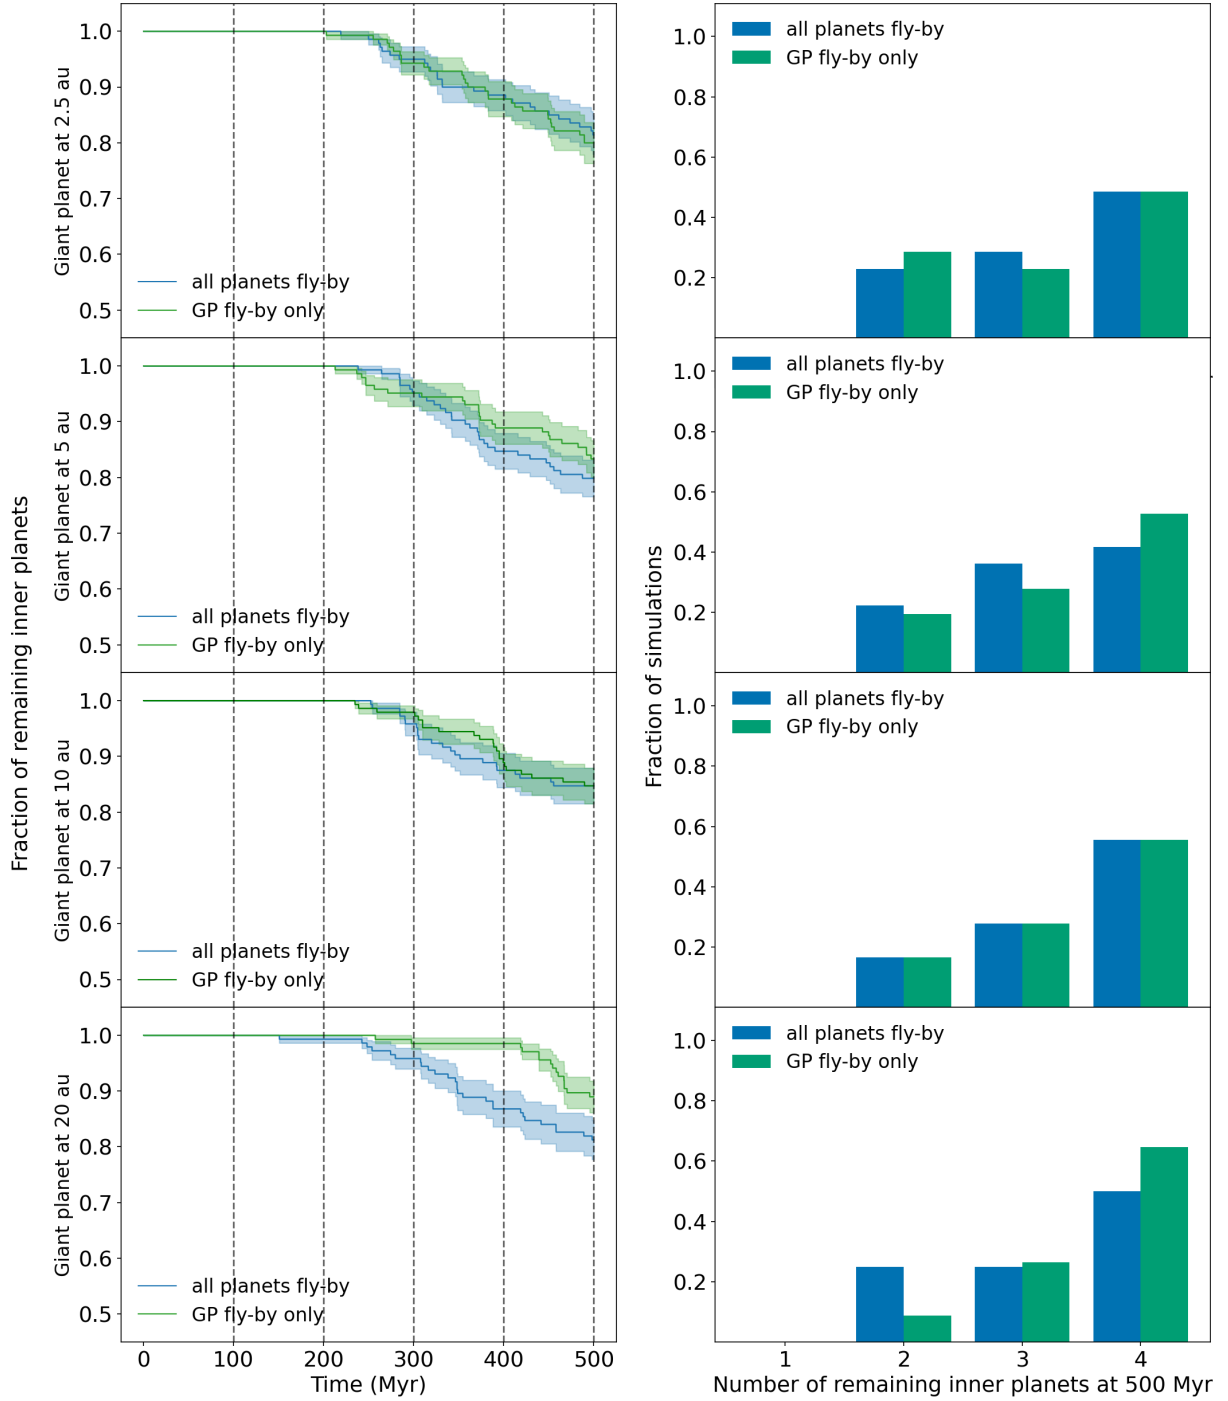 Fraction of remaining inner planets
Giant planet at 2.5 au
1.0
0.9
0.8
0.7
0.6
0.5
all planets fly-by
GP fly-by only
1.0
0.8
0.6
0.4
0.2
all planets fly-by
GP fly-by only
Giant planet at 5 au
1.0
0.9
0.8
0.7
0.6
0.5
all planets fly-by
GP fly-by only
Fraction of simulations
1.0
0.8
0.6
0.4
0.2
all planets fly-by
GP fly-by only
Giant planet at 10 au
1.0
0.9
0.8
0.7
0.6
0.5
all planets fly-by
GP fly-by only
1.0
0.8
0.6
0.4
0.2
all planets fly-by
GP fly-by only
Giant planet at 20 au
1.0
0.9
0.8
0.7
0.6
0.5
all planets fly-by
GP fly-by only
0 100 200 300 400 500
Time (Myr)
1.0
0.8
0.6
0.4
0.2
all planets fly-by
GP fly-by only
1 2 3 4
Number of remaining inner planets at 500 Myr